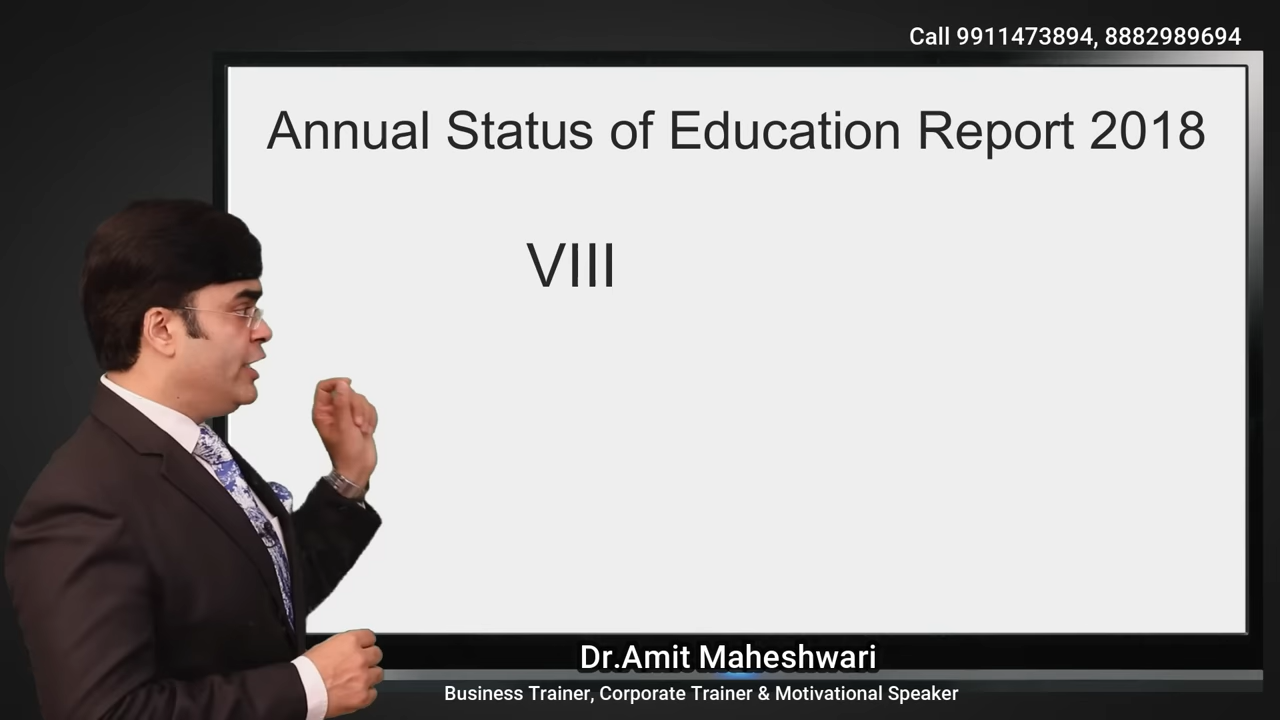 Call 9911473894, 8882989694
Annual Status of Education Report 2018
VIII
Dr.Amit Maheshwari
Business Trainer, Corporate Trainer & Motivational Speaker